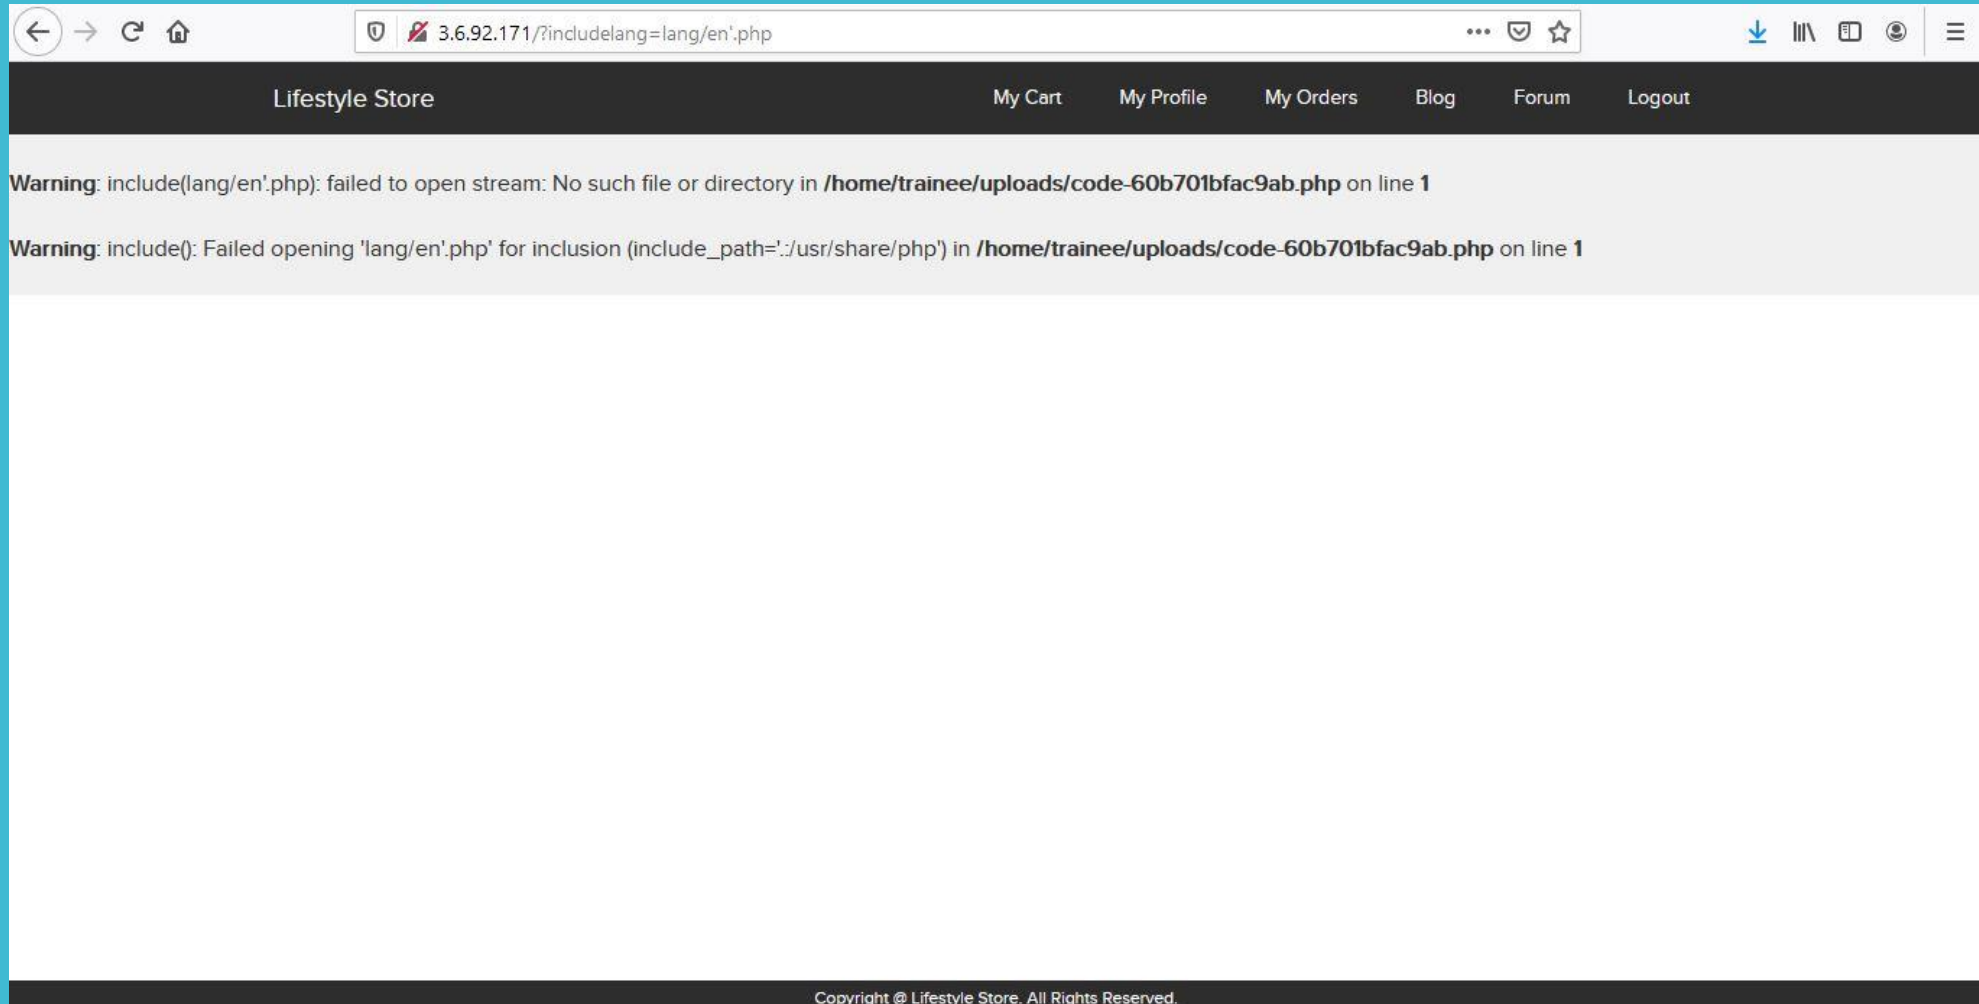 3.6.92.171/?includelang=lang/en'.php
Lifestyle Store My Cart My Profile My Orders Blog Forum Logout
Warning: include(lang/en'.php): failed to open stream: No such file or directory in /home/trainee/uploads/code-60b701bfac9ab.php on line 1
Warning: include(): Failed opening 'lang/en'.php' for inclusion (include_path='.:/usr/share/php') in /home/trainee/uploads/code-60b701bfac9ab.php on line 1
Copyright @ Lifestyle Store. All Rights Reserved.